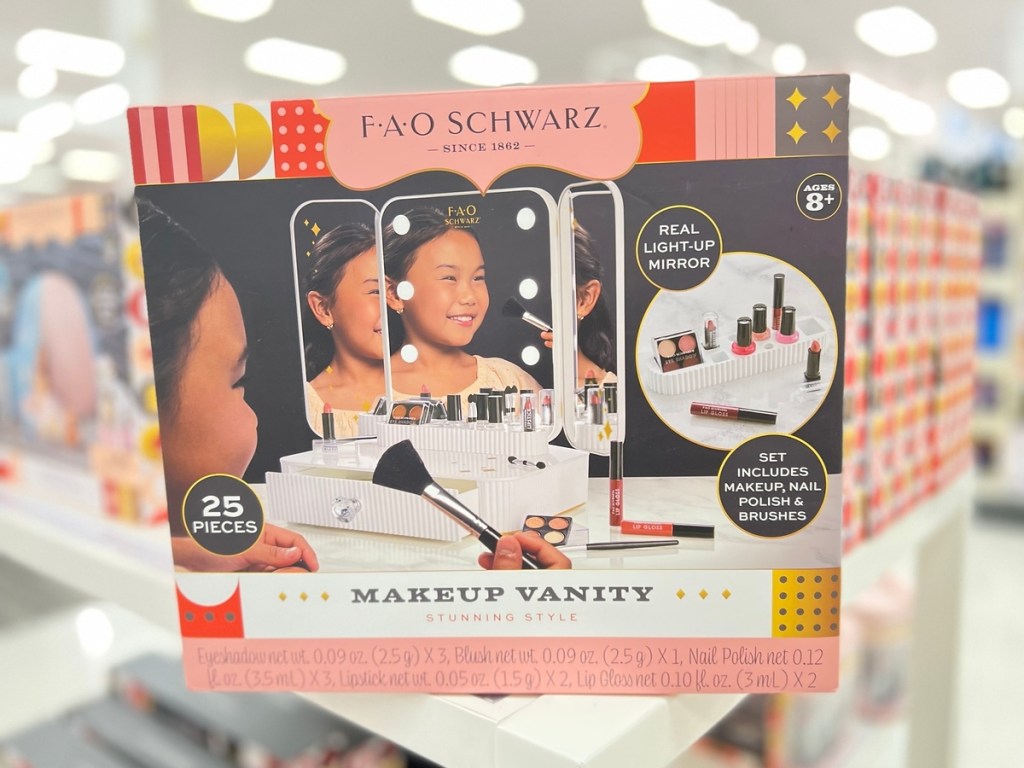 F·A·O SCHWARZ
— SINCE 1862 —
AGES
8+
F·A·O
SCHWARZ
REAL
LIGHT-UP
MIRROR
LIP GLOSS
SET
INCLUDES
MAKEUP, NAIL
POLISH &
BRUSHES
25
PIECES
LIP GLOSS
LIP GLOSS
MAKEUP VANITY
STUNNING STYLE
Eyeshadow net wt. 0.09 oz. (2.5 g) X 3, Blush net wt. 0.09 oz. (2.5 g) X 1, Nail Polish net 0.12
fl. oz. (3.5 mL) X 3, Lipstick net wt. 0.05 oz. (1.5 g) X 2, Lip Gloss net 0.10 fl. oz. (3 mL) X 2